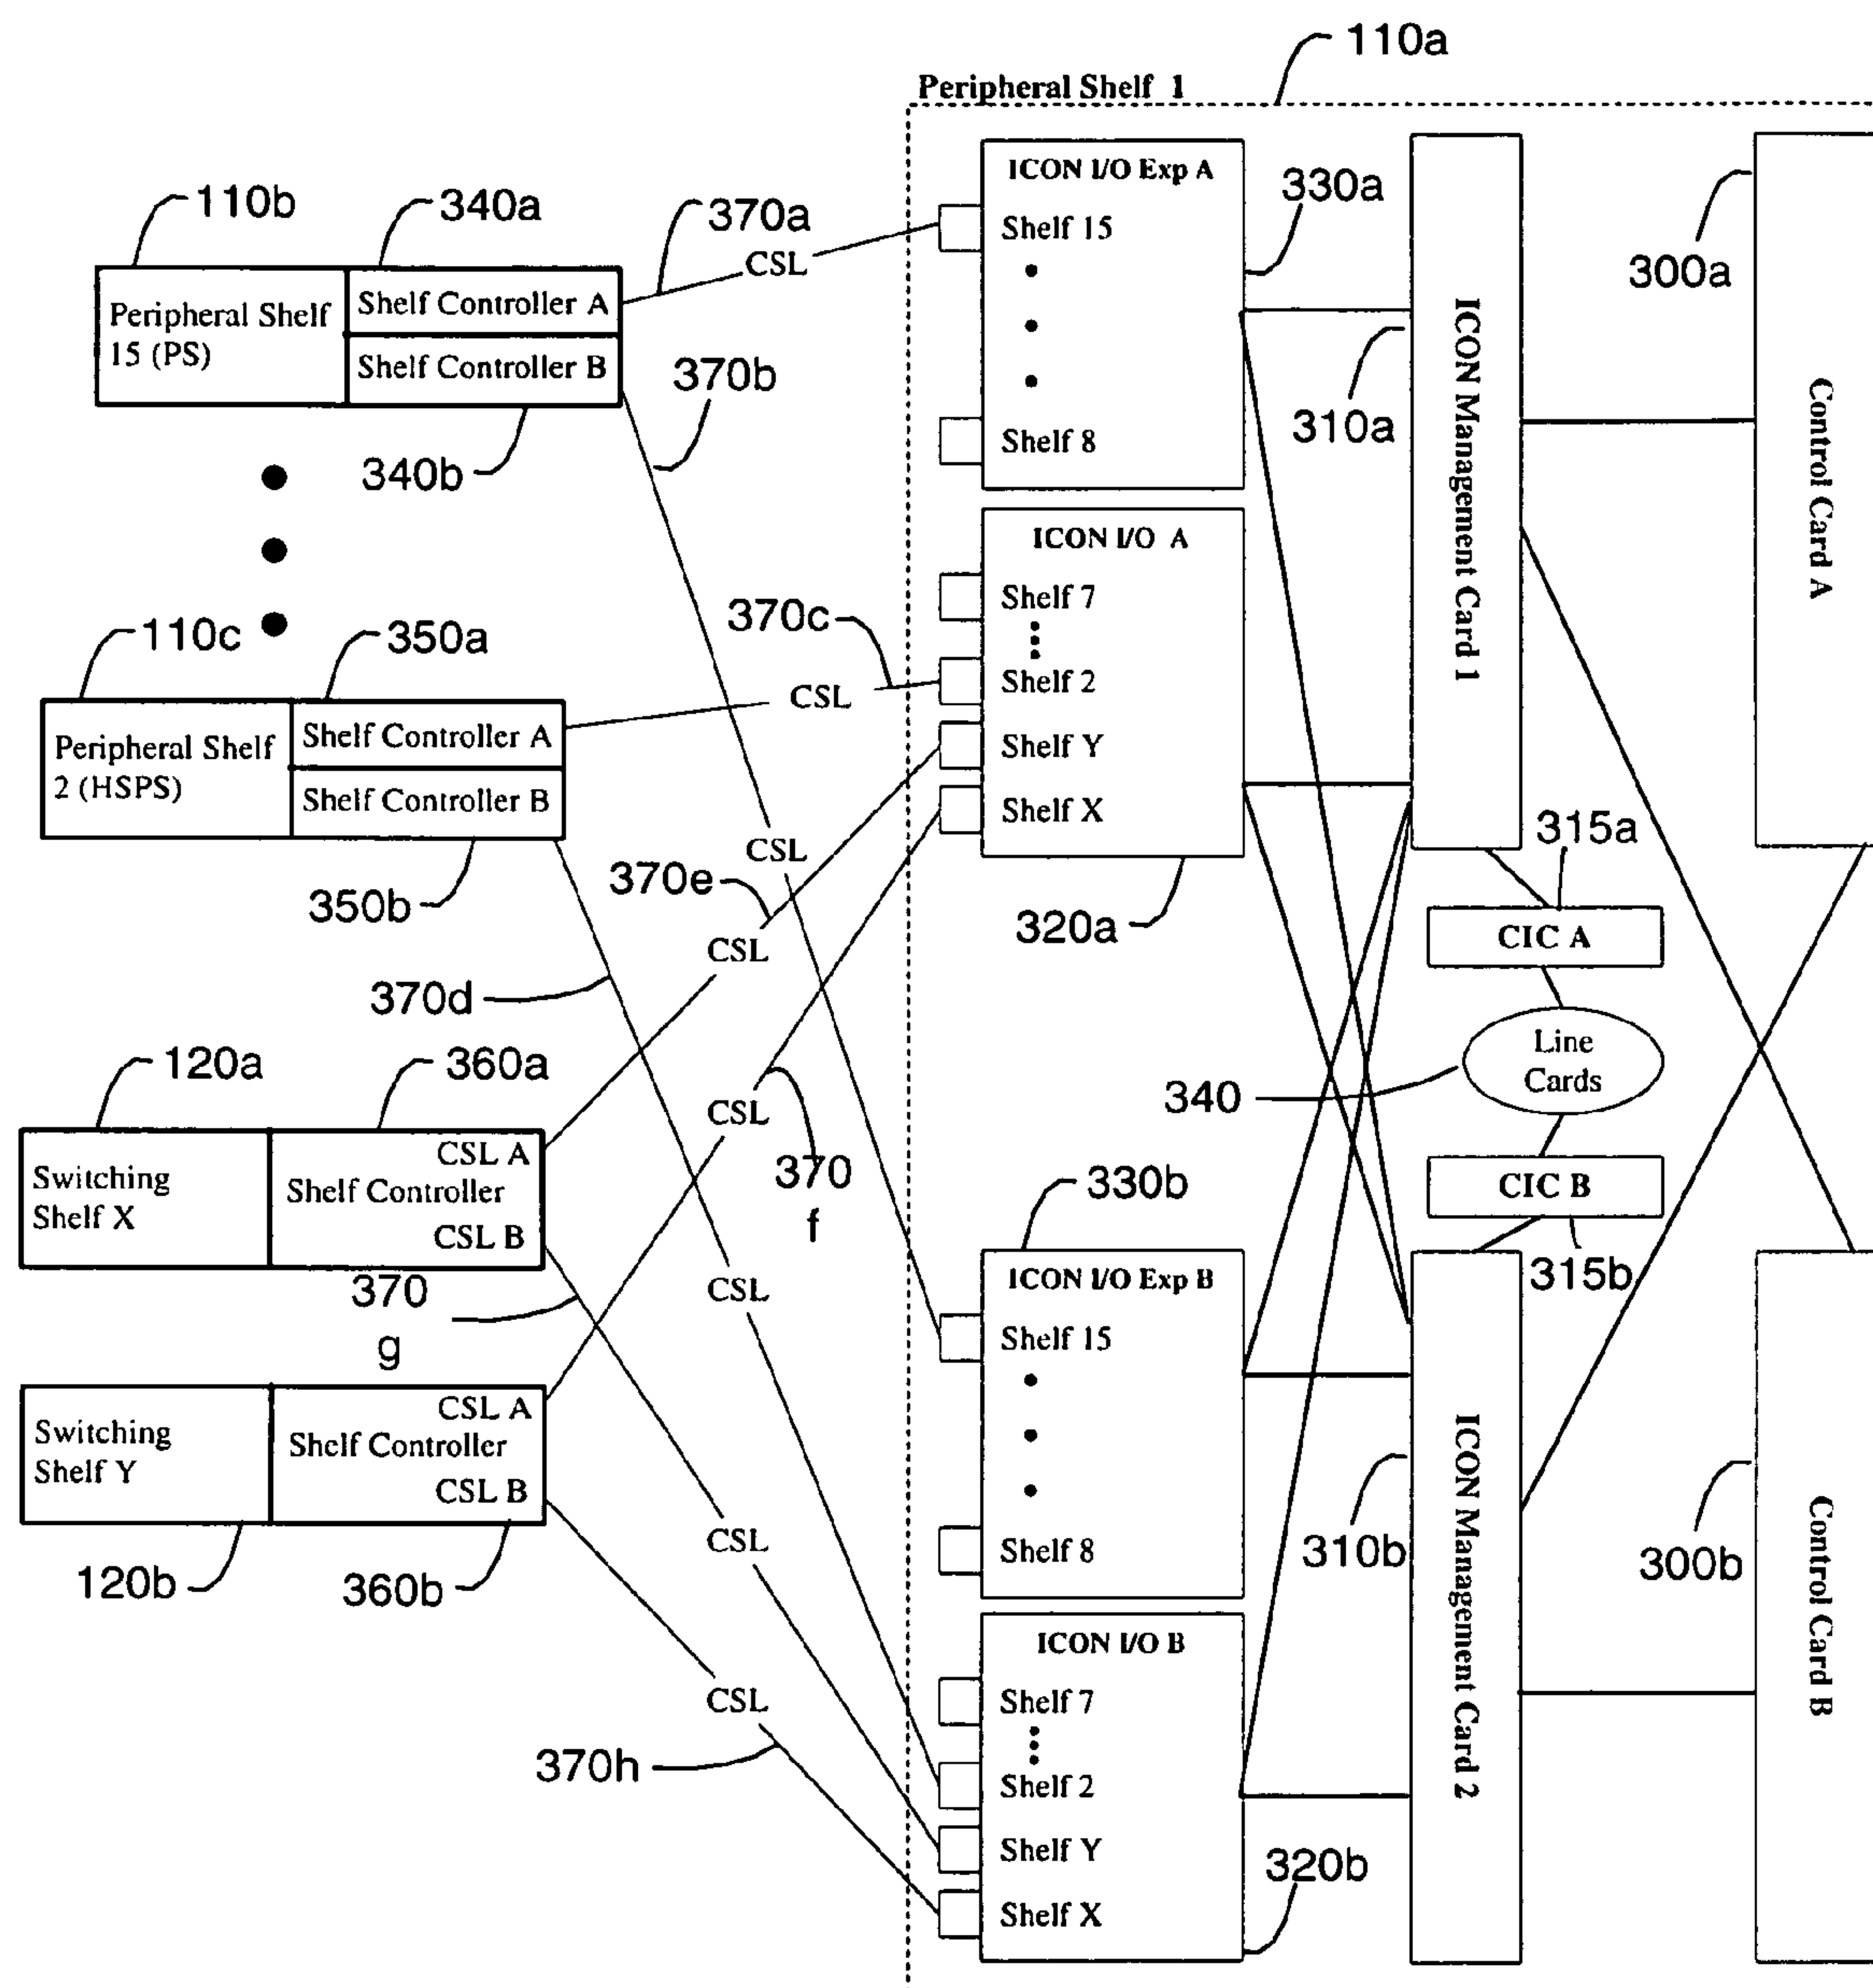 110a
Peripheral Shelf 1
110b
340a
370a
CSL
Peripheral Shelf
15 (PS)
Shelf Controller A
Shelf Controller B
340b
370b
ICON I/O Exp A
Shelf 15
Shelf 8
330a
310a
ICON Management Card 1
300a
Control Card A
ICON I/O A
Shelf 7
Shelf 2
Shelf Y
Shelf X
320a
110c
350a
370c
CSL
Peripheral Shelf
2 (HSPS)
Shelf Controller A
Shelf Controller B
350b
CSL
370e
CSL
370d
315a
CIC A
Line
Cards
340
CIC B
315b
120a
360a
CSL
370
f
Switching
Shelf X
CSL A
Shelf Controller
CSL B
370
g
CSL
330b
ICON I/O Exp B
Shelf 15
Shelf 8
310b
ICON Management Card 2
300b
Control Card B
Switching
Shelf Y
CSL A
Shelf Controller
CSL B
120b
360b
CSL
CSL
370h
ICON I/O B
Shelf 7
Shelf 2
Shelf Y
Shelf X
320b